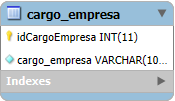 cargo_empresa
idCargoEmpresa INT(11)
cargo_empresa VARCHAR(10...
Indexes